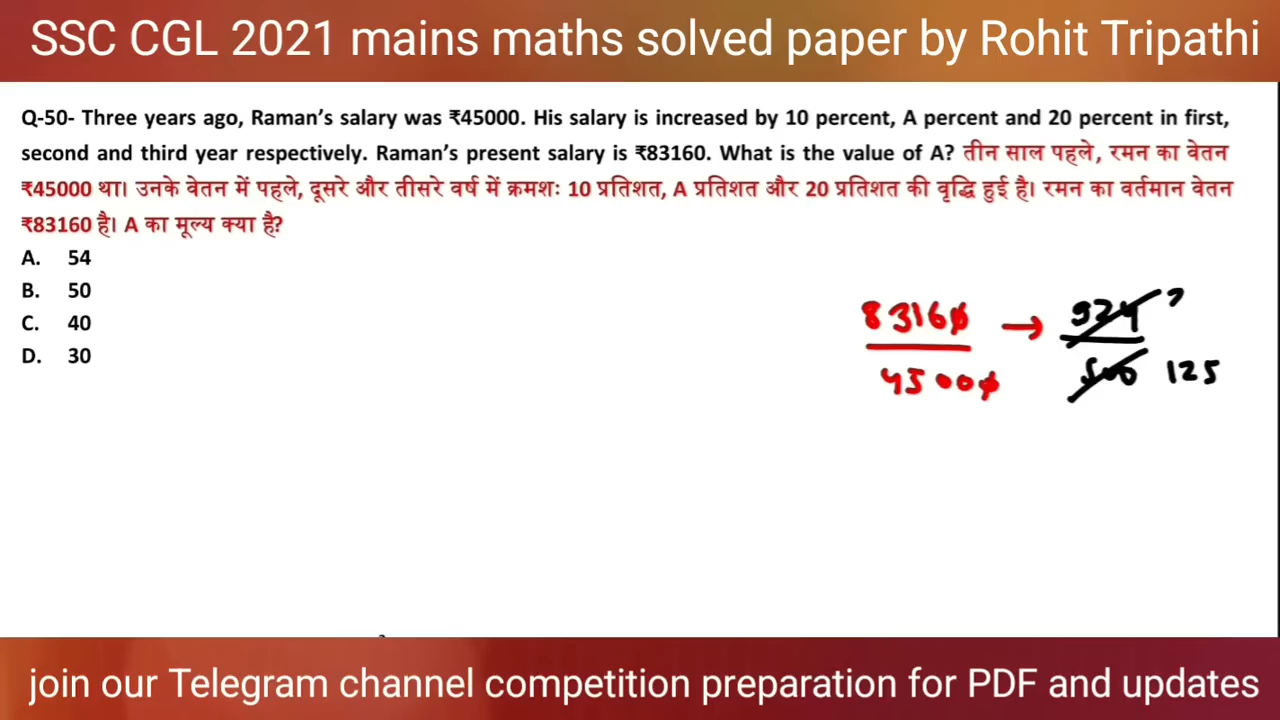 SSC CGL 2021 mains maths solved paper by Rohit Tripathi
Q-50- Three years ago, Raman's salary was ₹45000. His salary is increased by 10 percent, A percent and 20 percent in first,
second and third year respectively. Raman's present salary is ₹83160. What is the value of A? तीन साल पहले, रमन का वेतन
₹45000 था। उनके वेतन में पहले, दूसरे और तीसरे वर्ष में क्रमशः 10 प्रतिशत, A प्रतिशत और 20 प्रतिशत की वृद्धि हुई है। रमन का वर्तमान वेतन
₹83160 है। A का मूल्य क्या है?
A. 54
B. 50
C. 40
D. 30
83160 → 924
45000 500 125
join our Telegram channel competition preparation for PDF and updates